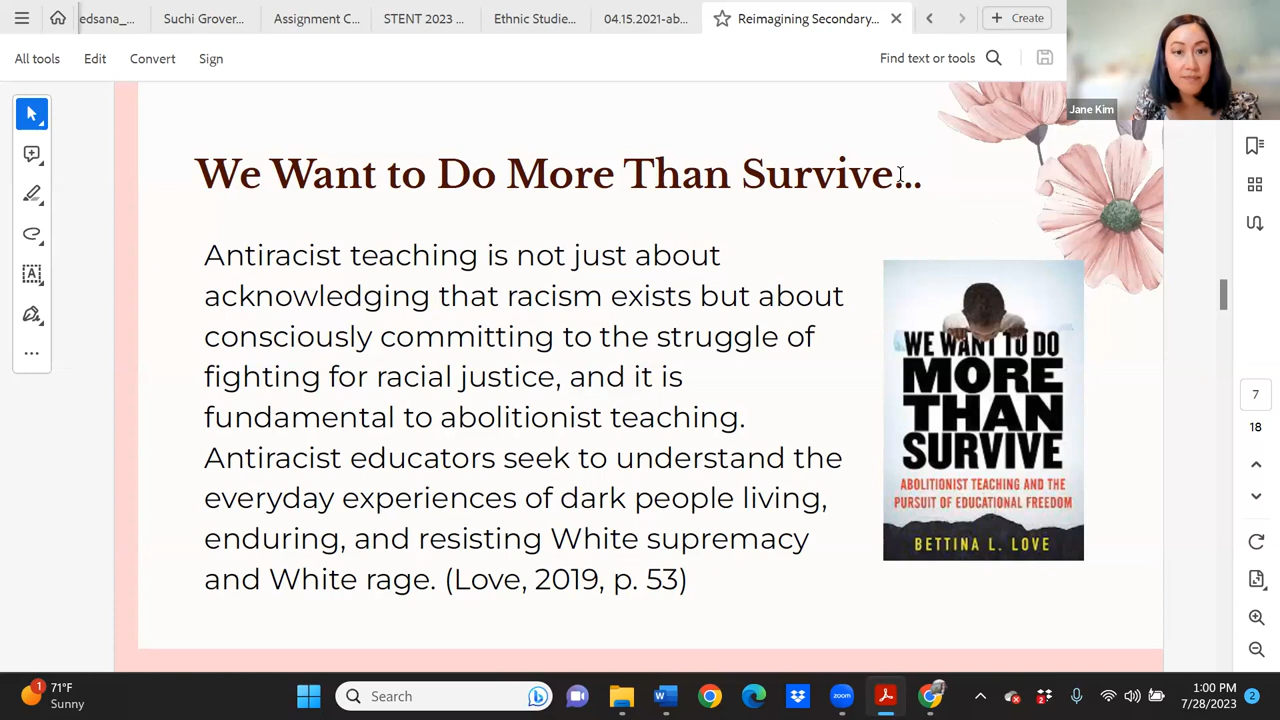 edsana_...
Suchi Grover...
Assignment C...
STENT 2023 ...
Ethnic Studie...
04.15.2021-ab...
Reimagining Secondary...
Create
All tools
Edit
Convert
Sign
Find text or tools
Jane Kim
We Want to Do More Than Survive...
Antiracist teaching is not just about
acknowledging that racism exists but about
consciously committing to the struggle of
fighting for racial justice, and it is
fundamental to abolitionist teaching.
Antiracist educators seek to understand the
everyday experiences of dark people living,
enduring, and resisting White supremacy
and White rage. (Love, 2019, p. 53)
WE WANT TO DO
MORE
THAN
SURVIVE
ABOLITIONIST TEACHING AND THE
PURSUIT OF EDUCATIONAL FREEDOM
BETTINA L. LOVE
7
18
1
71°F
Sunny
Search
zoom
2
1:00 PM
7/28/2023
2